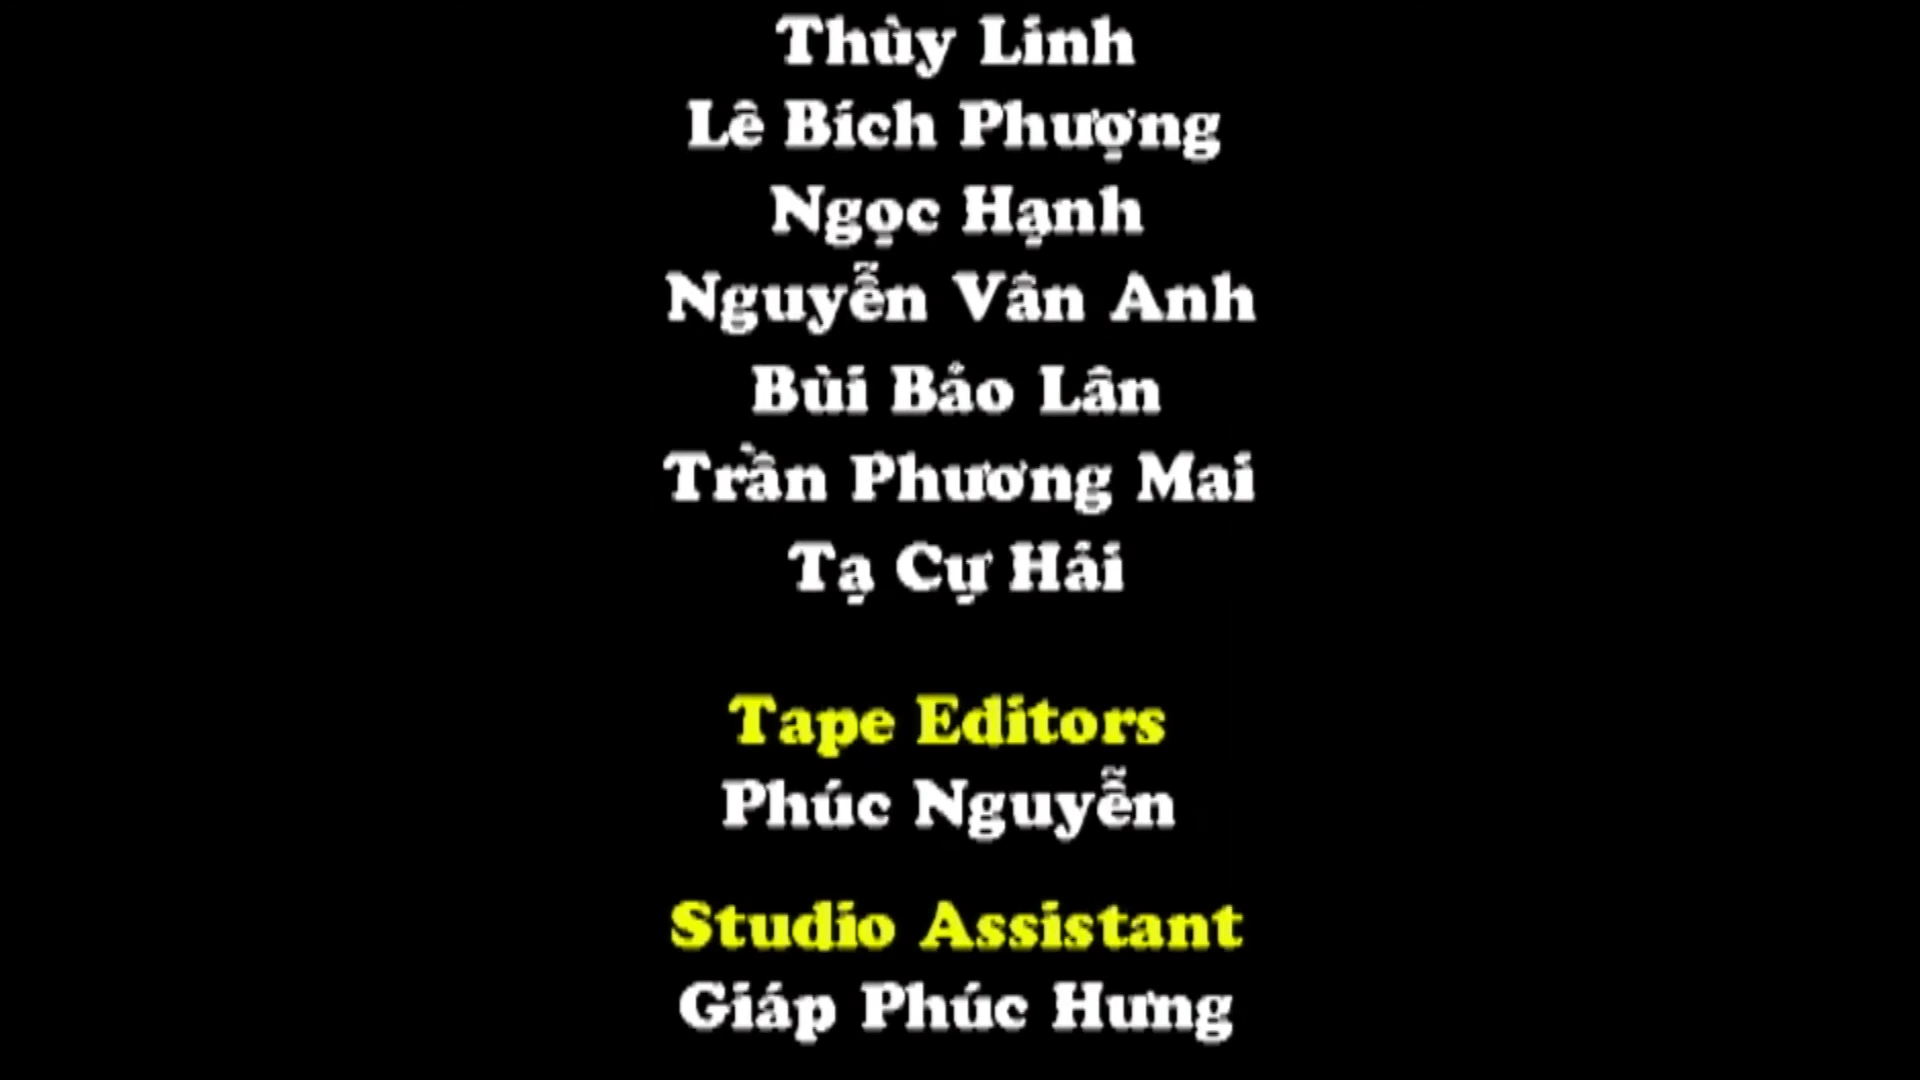 Thùy Linh
Lê Bích Phượng
Ngọc Hạnh
Nguyễn Vân Anh
Bùi Bảo Lân
Trần Phương Mai
Tạ Cự Hải
Tape Editors
Phúc Nguyễn
Studio Assistant
Giáp Phúc Hưng